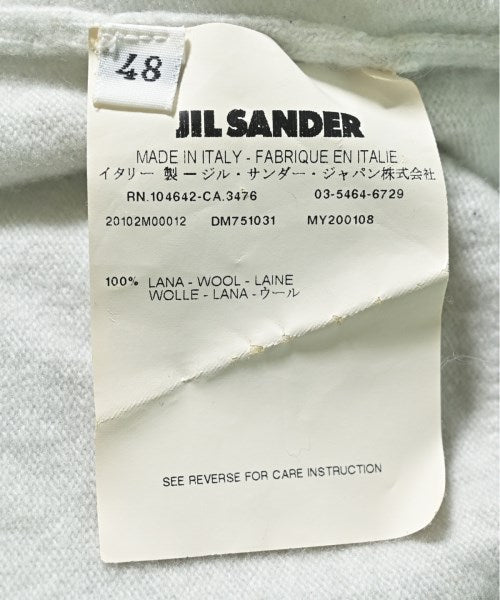 48
JIL SANDER
MADE IN ITALY - FABRIQUE EN ITALIE
イタリー 製 ージル・サンダー・ジャパン株式会社
RN.104642-CA.3476 03-5464-6729
20102M00012 DM751031 MY200108
100% LANA - WOOL - LAINE
WOLLE - LANA - ウール
SEE REVERSE FOR CARE INSTRUCTION